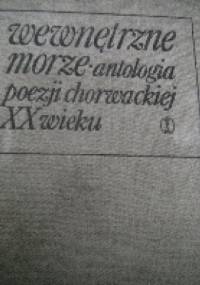 wewnętrzne
morze·antologia
poezji chorwackiej
XX wieku